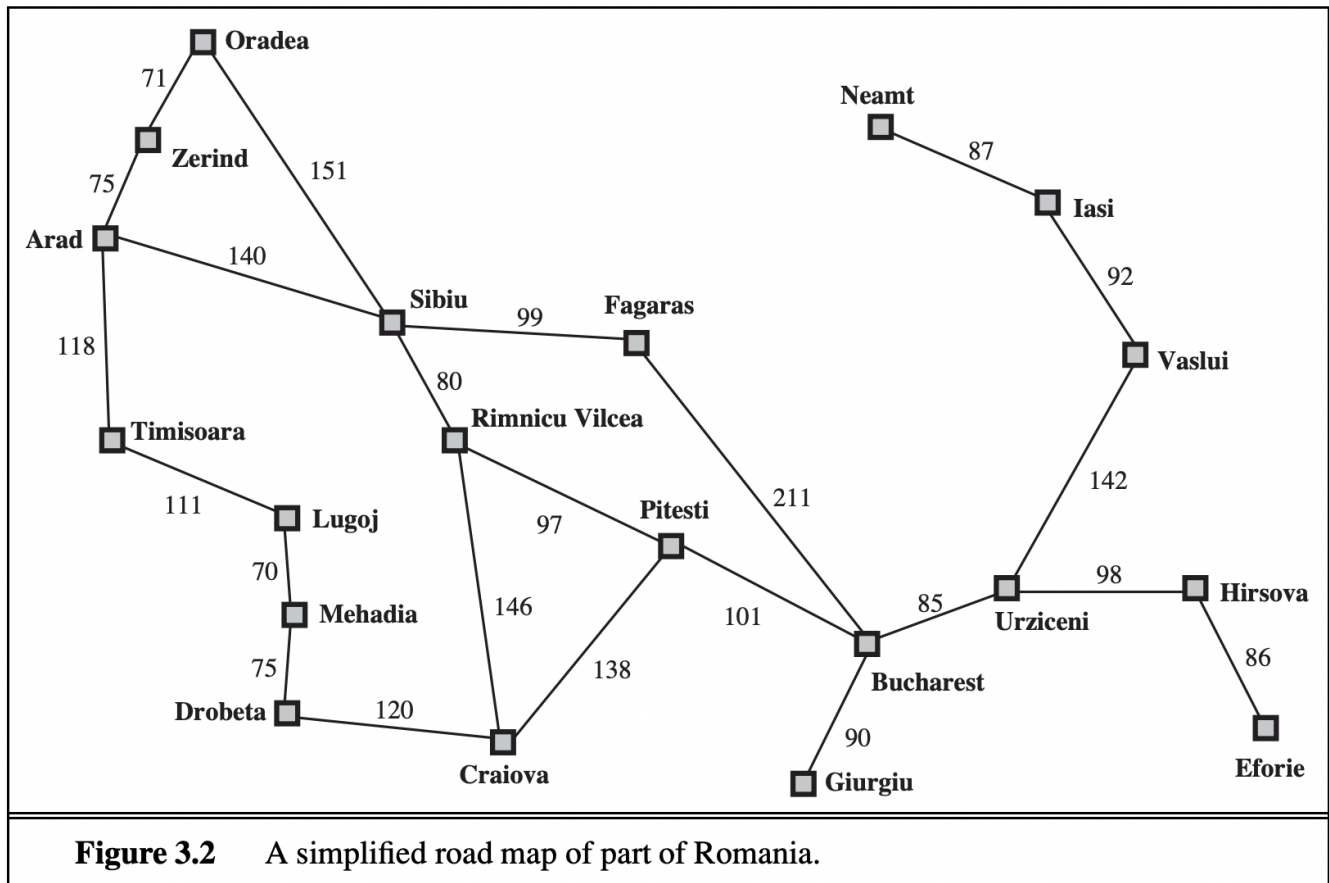 Oradea
71
Neamt
87
Zerind
151
75
Iasi
Arad
140
92
Sibiu
Fagaras
99
118
Vaslui
80
Timisoara
Rimnicu Vilcea
142
111
211
Lugoj
Pitesti
97
70
98
Hirsova
Mehadia
146
101
85
Urziceni
86
75
138
Bucharest
Drobeta
120
90
Eforie
Craiova
Giurgiu
Figure 3.2 A simplified road map of part of Romania.